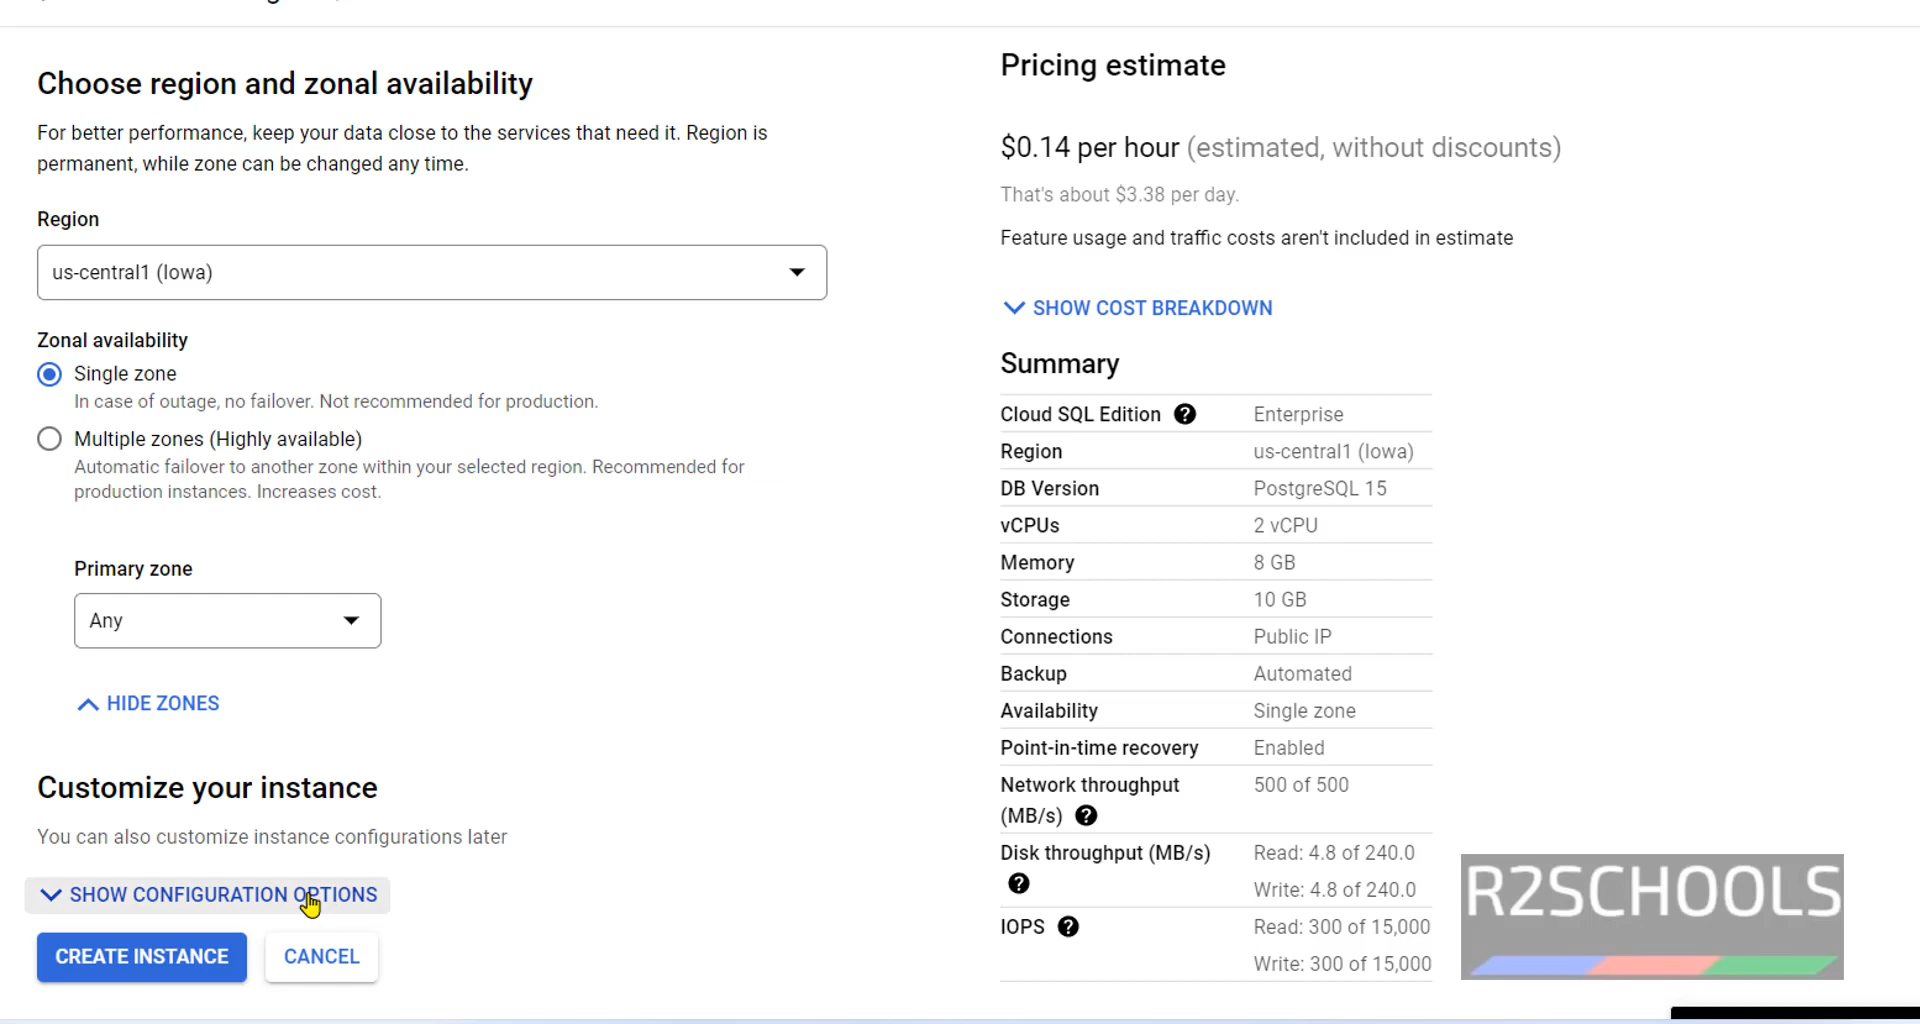 Choose region and zonal availability
For better performance, keep your data close to the services that need it. Region is
permanent, while zone can be changed any time.
Region
us-central1 (Iowa)
Zonal availability
Single zone
In case of outage, no failover. Not recommended for production.
Multiple zones (Highly available)
Automatic failover to another zone within your selected region. Recommended for
production instances. Increases cost.
Primary zone
Any
HIDE ZONES
Customize your instance
You can also customize instance configurations later
SHOW CONFIGURATION OPTIONS
CREATE INSTANCE CANCEL
Pricing estimate
$0.14 per hour (estimated, without discounts)
That's about $3.38 per day.
Feature usage and traffic costs aren't included in estimate
SHOW COST BREAKDOWN
Summary
Cloud SQL Edition ? Enterprise
Region us-central1 (Iowa)
DB Version PostgreSQL 15
vCPUs 2 vCPU
Memory 8 GB
Storage 10 GB
Connections Public IP
Backup Automated
Availability Single zone
Point-in-time recovery Enabled
Network throughput 500 of 500
(MB/s) ?
Disk throughput (MB/s) Read: 4.8 of 240.0
? Write: 4.8 of 240.0
IOPS ? Read: 300 of 15,000
Write: 300 of 15,000
R2SCHOOLS